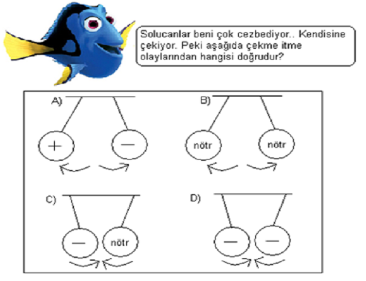 Solucanlar beni çok cezbediyor.. Kendisine
çekiyor. Peki aşağıda çekme itme
olaylarından hangisi doğrudur?
A) B)
+ − nötr nötr
C) D)
− nötr − −